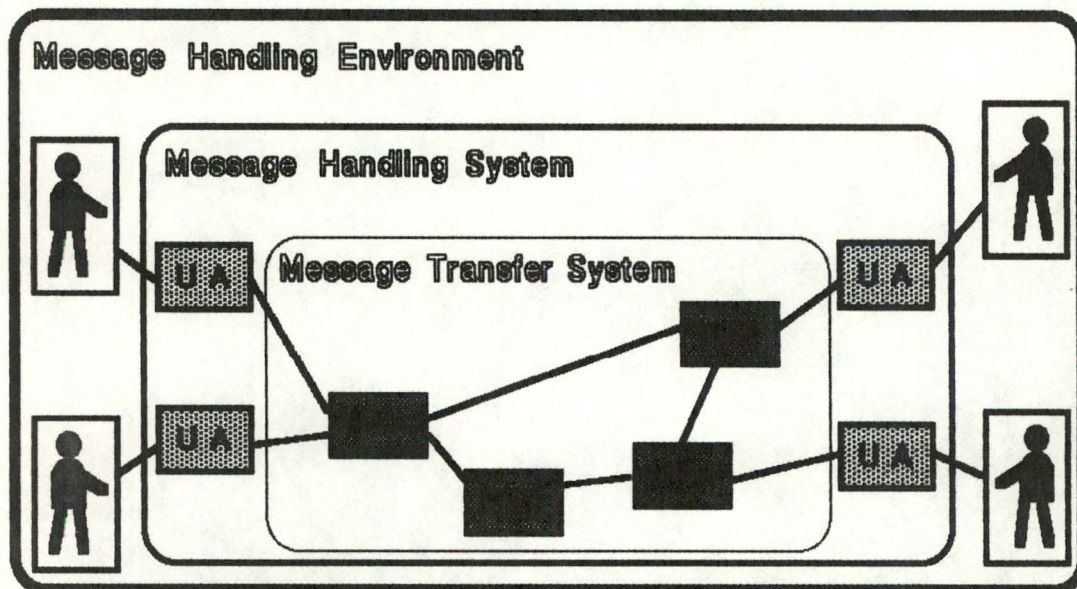 Message Handling Environment
Message Handling System
UA
Message Transfer System
UA
UA
UA